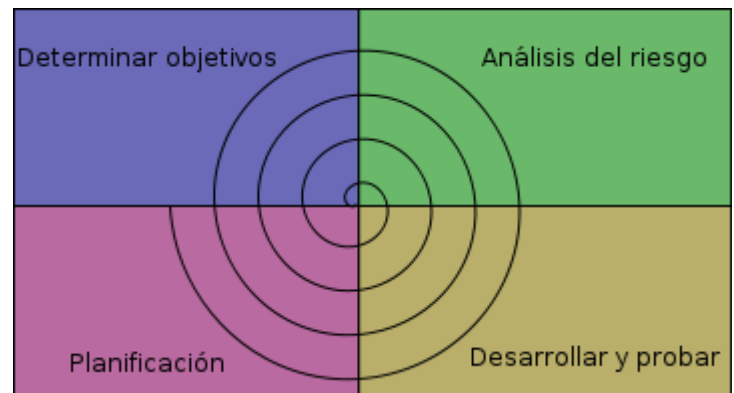 Determinar objetivos
Análisis del riesgo
Planificación
Desarrollar y probar